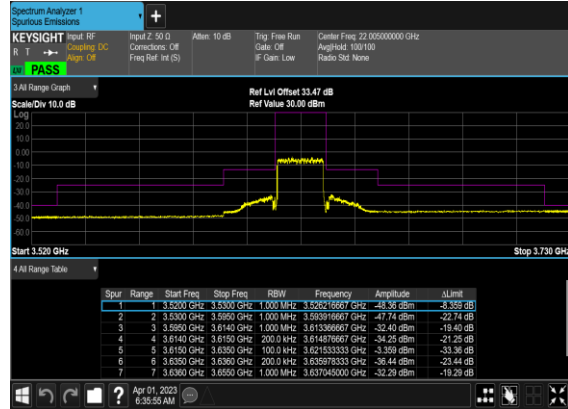 Spectrum Analyzer 1
Spurious Emissions
+
KEYSIGHT Input: RF Input Z: 50 Ω Atten: 10 dB Trig: Free Run Center Freq: 22.005000000 GHz
R T Coupling: DC Corrections: Off Gate: Off Avg|Hold: 100/100
Align: Off Freq Ref: Int (S) IF Gain: Low Radio Std: None
PASS
3 All Range Graph
Ref Lvl Offset 33.47 dB
Scale/Div 10.0 dB Ref Value 30.00 dBm
Log
20.0
10.0
0.00
-10.0
-20.0
-30.0
-40.0
-50.0
-60.0
Start 3.520 GHz Stop 3.730 GHz
4 All Range Table
Spur Range Start Freq Stop Freq RBW Frequency Amplitude ΔLimit
1 1 3.5200 GHz 3.5300 GHz 1.000 MHz 3.526216667 GHz -48.36 dBm -8.359 dB
2 2 3.5300 GHz 3.5950 GHz 1.000 MHz 3.593916667 GHz -47.74 dBm -22.74 dB
3 3 3.5950 GHz 3.6140 GHz 1.000 MHz 3.613366667 GHz -32.40 dBm -19.40 dB
4 4 3.6140 GHz 3.6150 GHz 200.0 kHz 3.614876667 GHz -34.25 dBm -21.25 dB
5 5 3.6150 GHz 3.6350 GHz 100.0 kHz 3.621533333 GHz -3.359 dBm -33.36 dB
6 6 3.6350 GHz 3.6360 GHz 200.0 kHz 3.635978333 GHz -36.44 dBm -23.44 dB
7 7 3.6360 GHz 3.6550 GHz 1.000 MHz 3.637045000 GHz -32.29 dBm -19.29 dB
? Apr 01, 2023
6:35:55 AM